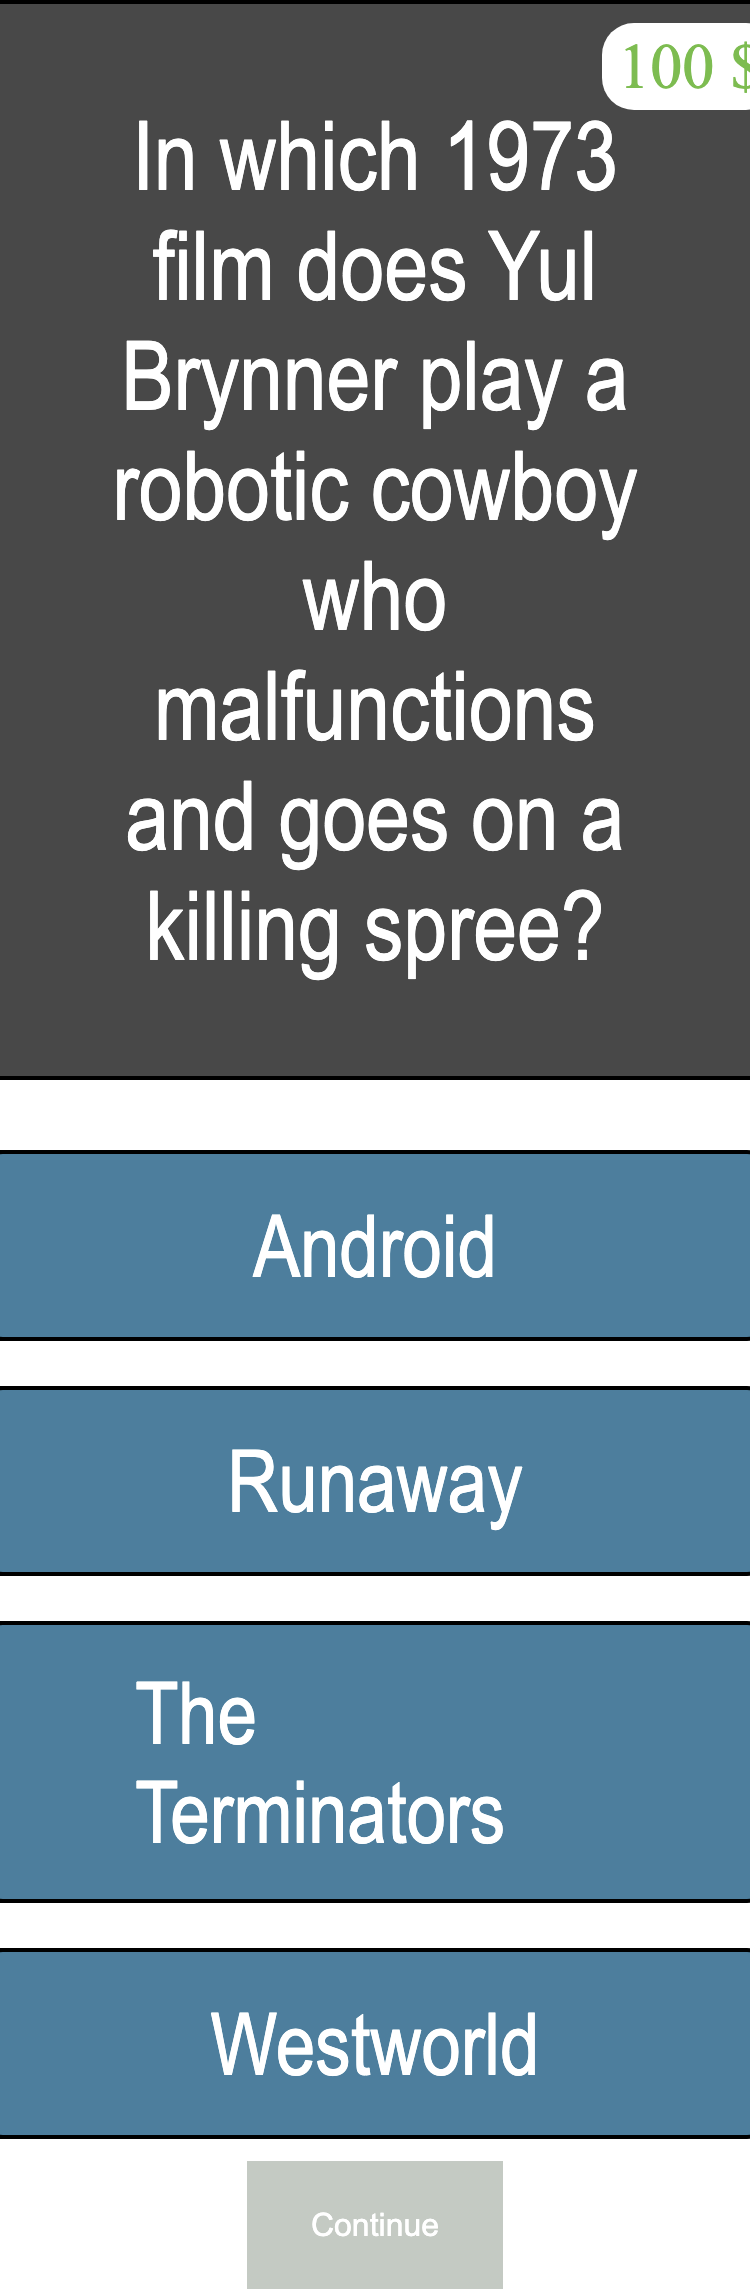 100 $
In which 1973
film does Yul
Brynner play a
robotic cowboy
who
malfunctions
and goes on a
killing spree?
Android
Runaway
The
Terminators
Westworld
Continue